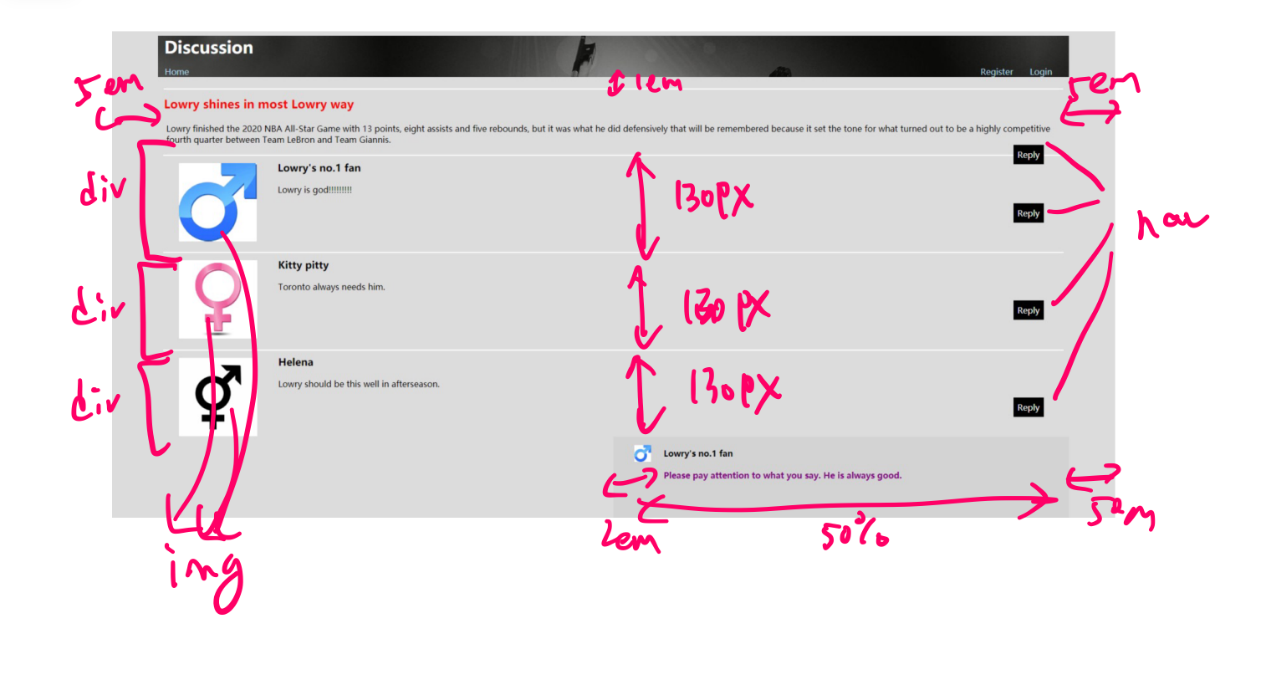 Discussion
Home
Register Login
5em
1em
5em
Lowry shines in most Lowry way
Lowry finished the 2020 NBA All-Star Game with 13 points, eight assists and five rebounds, but it was what he did defensively that will be remembered because it set the tone for what turned out to be a highly competitive
fourth quarter between Team LeBron and Team Giannis.
Reply
div
Lowry's no.1 fan
Lowry is god!!!!!!!!!
130px
Reply
nav
Kitty pitty
Toronto always needs him.
div
130px
Reply
Helena
Lowry should be this well in afterseason.
div
130px
Reply
Lowry's no.1 fan
Please pay attention to what you say. He is always good.
2em
50%
5em
img